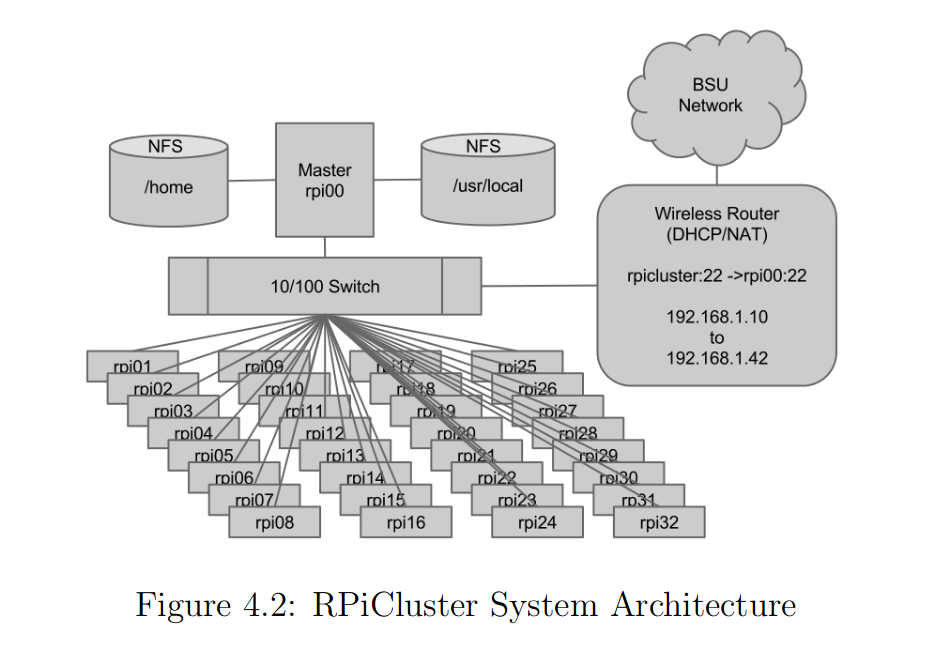 BSU
Network
NFS
/home
Master
rpi00
NFS
/usr/local
Wireless Router
(DHCP/NAT)
rpicluster:22 ->rpi00:22
192.168.1.10
to
192.168.1.42
10/100 Switch
rpi01
rpi02
rpi03
rpi04
rpi05
rpi06
rpi07
rpi08
rpi09
rpi10
rpi11
rpi12
rpi13
rpi14
rpi15
rpi16
rpi17
rpi18
rpi19
rpi20
rpi21
rpi22
rpi23
rpi24
rpi25
rpi26
rpi27
rpi28
rpi29
rpi30
rp31
rpi32
Figure 4.2: RPiCluster System Architecture